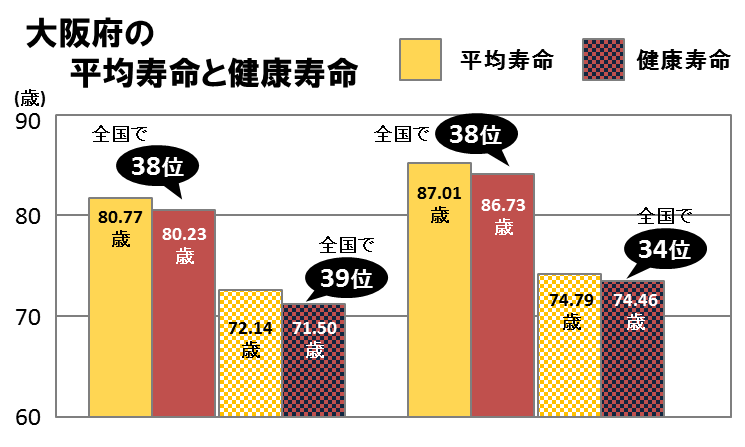 大阪府の
平均寿命と健康寿命
平均寿命
健康寿命
(歳)
90
80
70
60
全国で
38位
80.77
歳
80.23
歳
全国で
39位
72.14
歳
71.50
歳
全国で
38位
87.01
歳
86.73
歳
全国で
34位
74.79
歳
74.46
歳